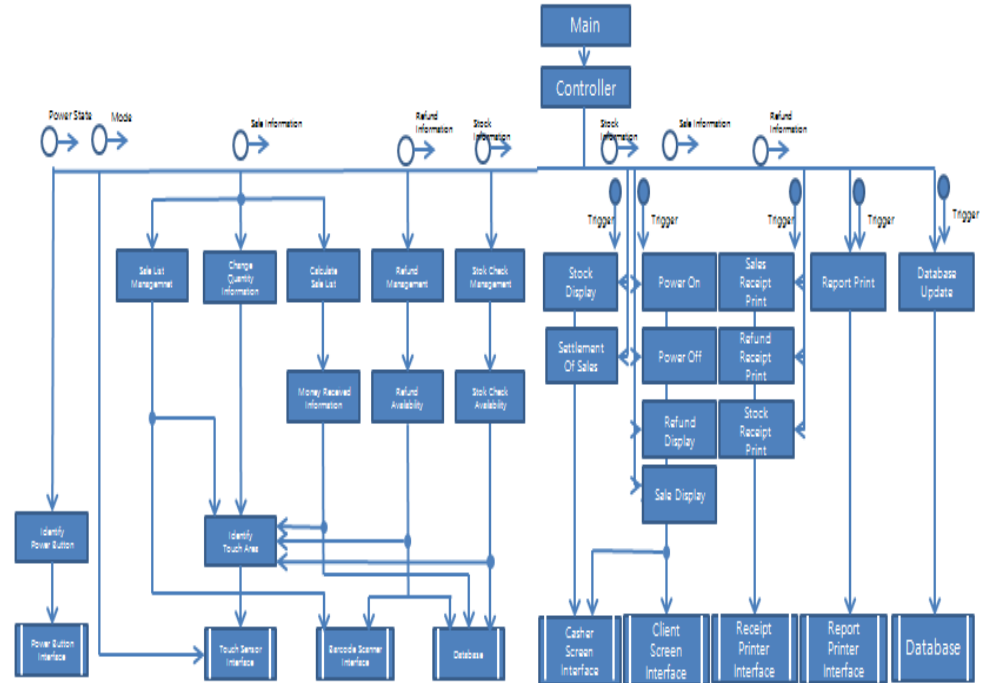 Main
Controller
Power State
Mode
Sale Information
Refund
Information
Stock
Information
Stock
Information
Sale Information
Refund
Information
Trigger
Trigger
Trigger
Trigger
Trigger
Sale List
Managemnet
Change
Quantity
Information
Calculate
Sale List
Refund
Management
Stok Check
Management
Stock
Display
Power On
Sales
Receipt
Print
Report Print
Database
Update
Settlement
Of Sales
Power Off
Refund
Receipt
Print
Money Received
Information
Refund
Availability
Stok Check
Availability
Refund
Display
Stock
Receipt
Print
Sale Display
Identify
Power Button
Identify
Touch Area
Power Button
Interface
Touch Sensor
Interface
Barcode Scanner
Interface
Database
Casher
Screen
Interface
Client
Screen
Interface
Receipt
Printer
Interface
Report
Printer
Interface
Database